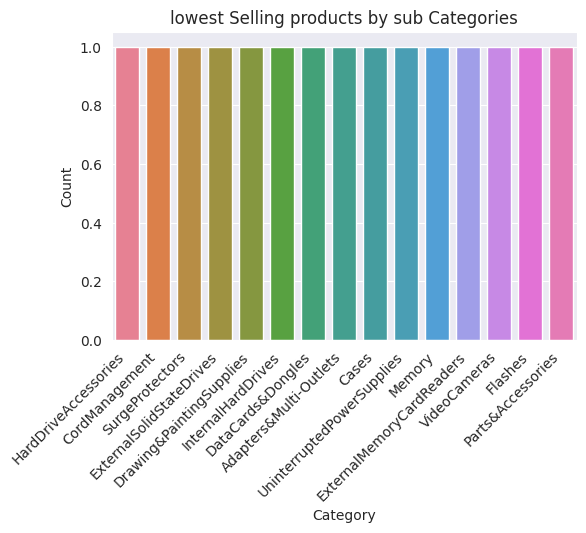 lowest Selling products by sub Categories
Count
1.0
0.8
0.6
0.4
0.2
0.0
HardDriveAccessories
CordManagement
SurgeProtectors
ExternalSolidStateDrives
Drawing&PaintingSupplies
InternalHardDrives
DataCards&Dongles
Adapters&Multi-Outlets
Cases
UninterruptedPowerSupplies
Memory
ExternalMemoryCardReaders
VideoCameras
Flashes
Parts&Accessories
Category